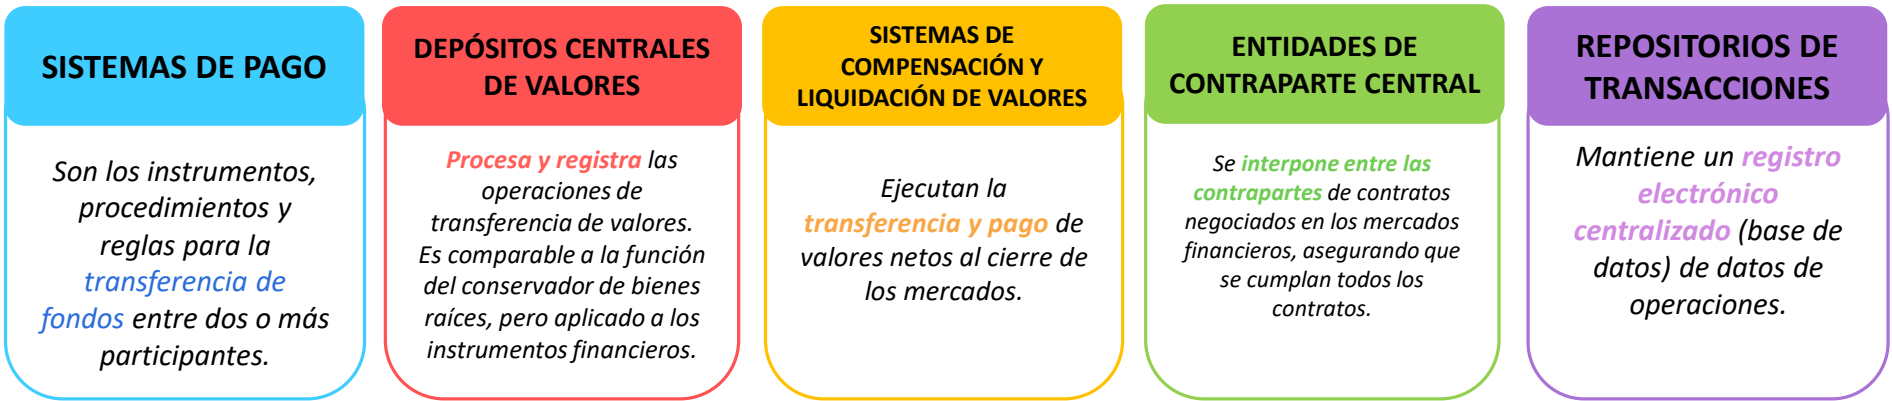 SISTEMAS DE PAGO
Son los instrumentos,
procedimientos y
reglas para la
transferencia de
fondos entre dos o más
participantes.
DEPÓSITOS CENTRALES
DE VALORES
Procesa y registra las
operaciones de
transferencia de valores.
Es comparable a la función
del conservador de bienes
raíces, pero aplicado a los
instrumentos financieros.
SISTEMAS DE
COMPENSACIÓN Y
LIQUIDACIÓN DE VALORES
Ejecutan la
transferencia y pago de
valores netos al cierre de
los mercados.
ENTIDADES DE
CONTRAPARTE CENTRAL
Se interpone entre las
contrapartes de contratos
negociados en los mercados
financieros, asegurando que
se cumplan todos los
contratos.
REPOSITORIOS DE
TRANSACCIONES
Mantiene un registro
electrónico
centralizado (base de
datos) de datos de
operaciones.